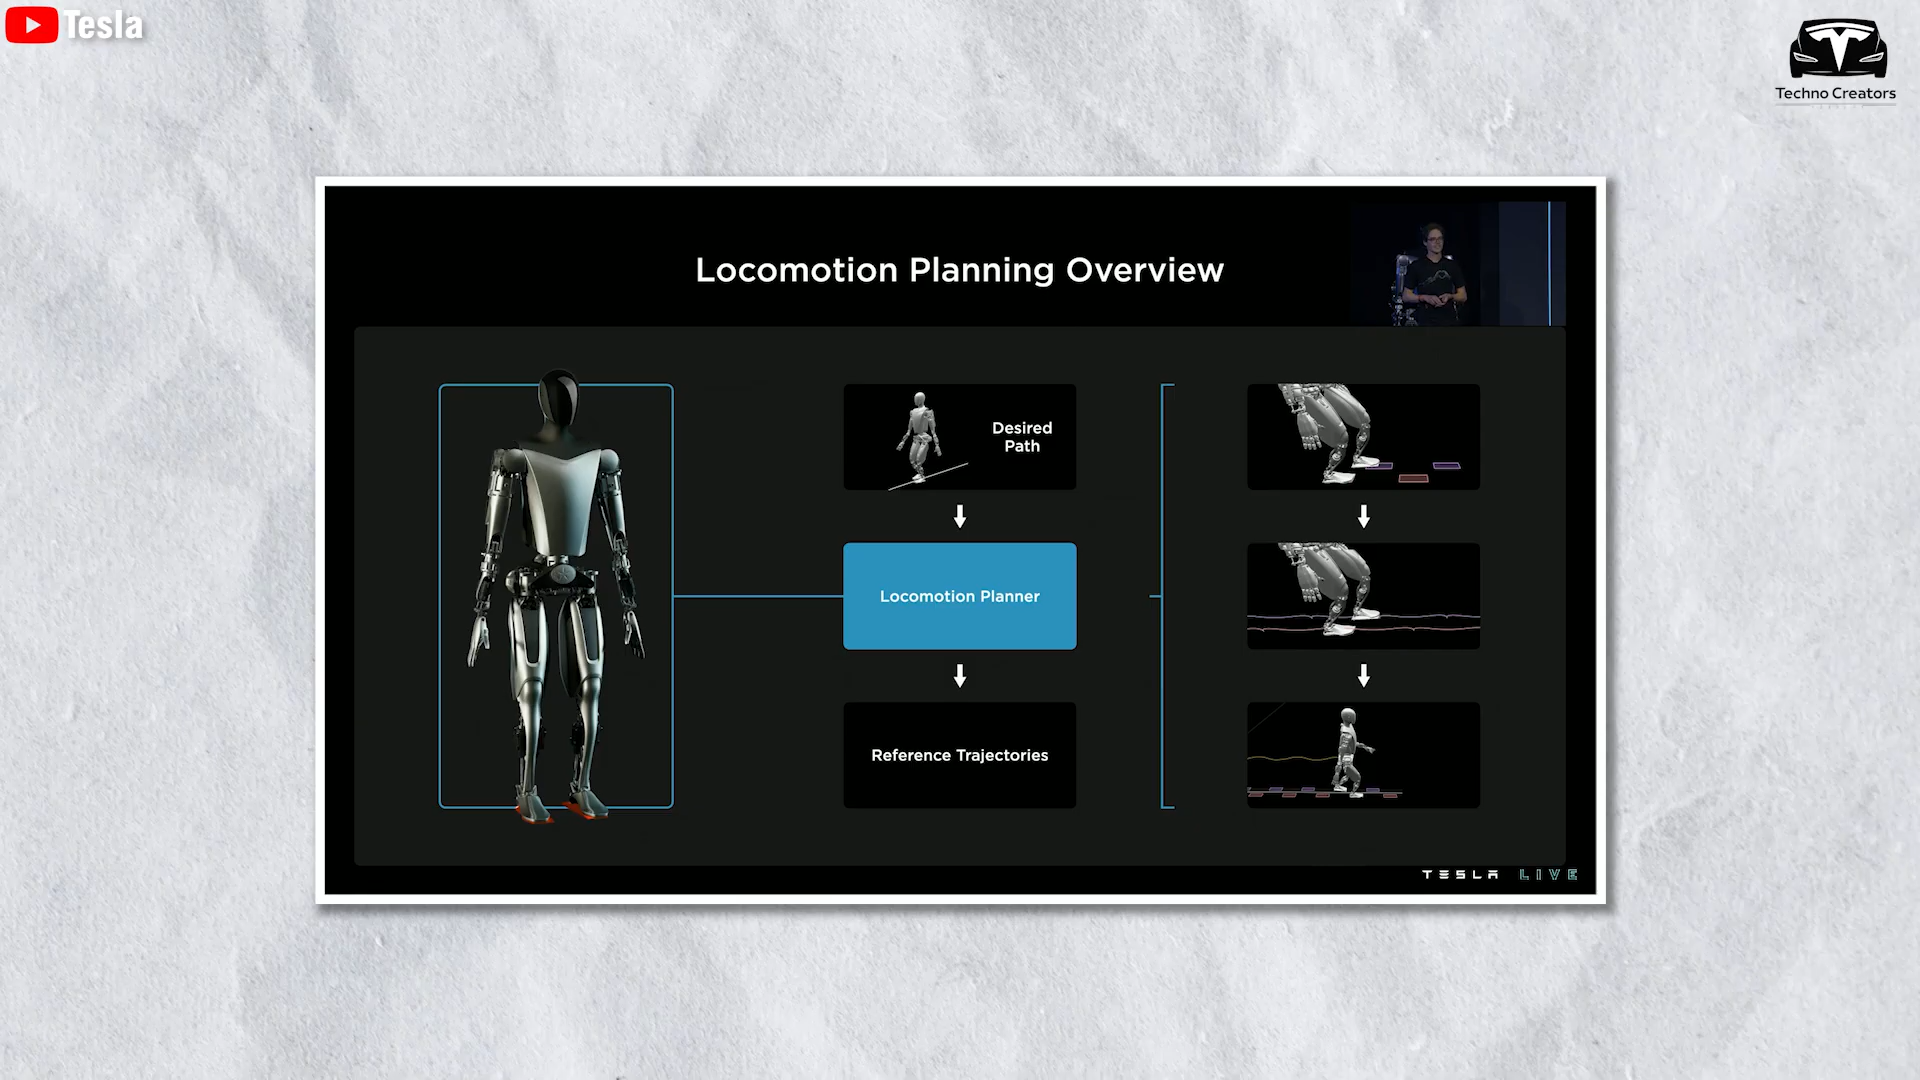 Tesla
Techno Creators
Locomotion Planning Overview
Desired
Path
Locomotion Planner
Reference Trajectories
TESLA LIVE